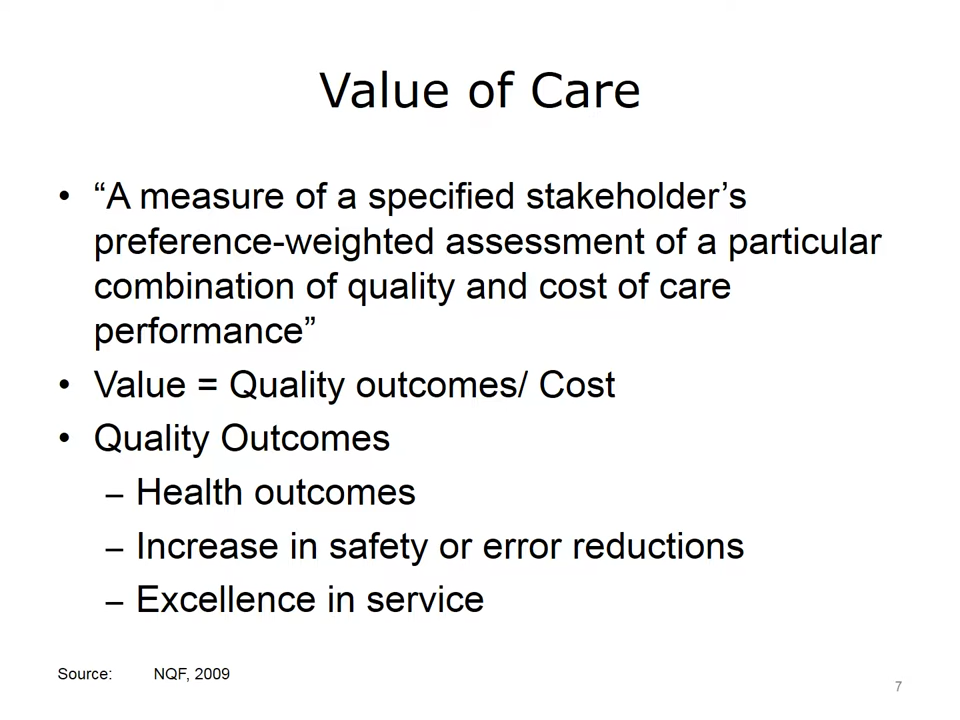 Value of Care
• “A measure of a specified stakeholder’s
preference-weighted assessment of a particular
combination of quality and cost of care
performance”
• Value = Quality outcomes/ Cost
• Quality Outcomes
– Health outcomes
– Increase in safety or error reductions
– Excellence in service
Source: NQF, 2009
7